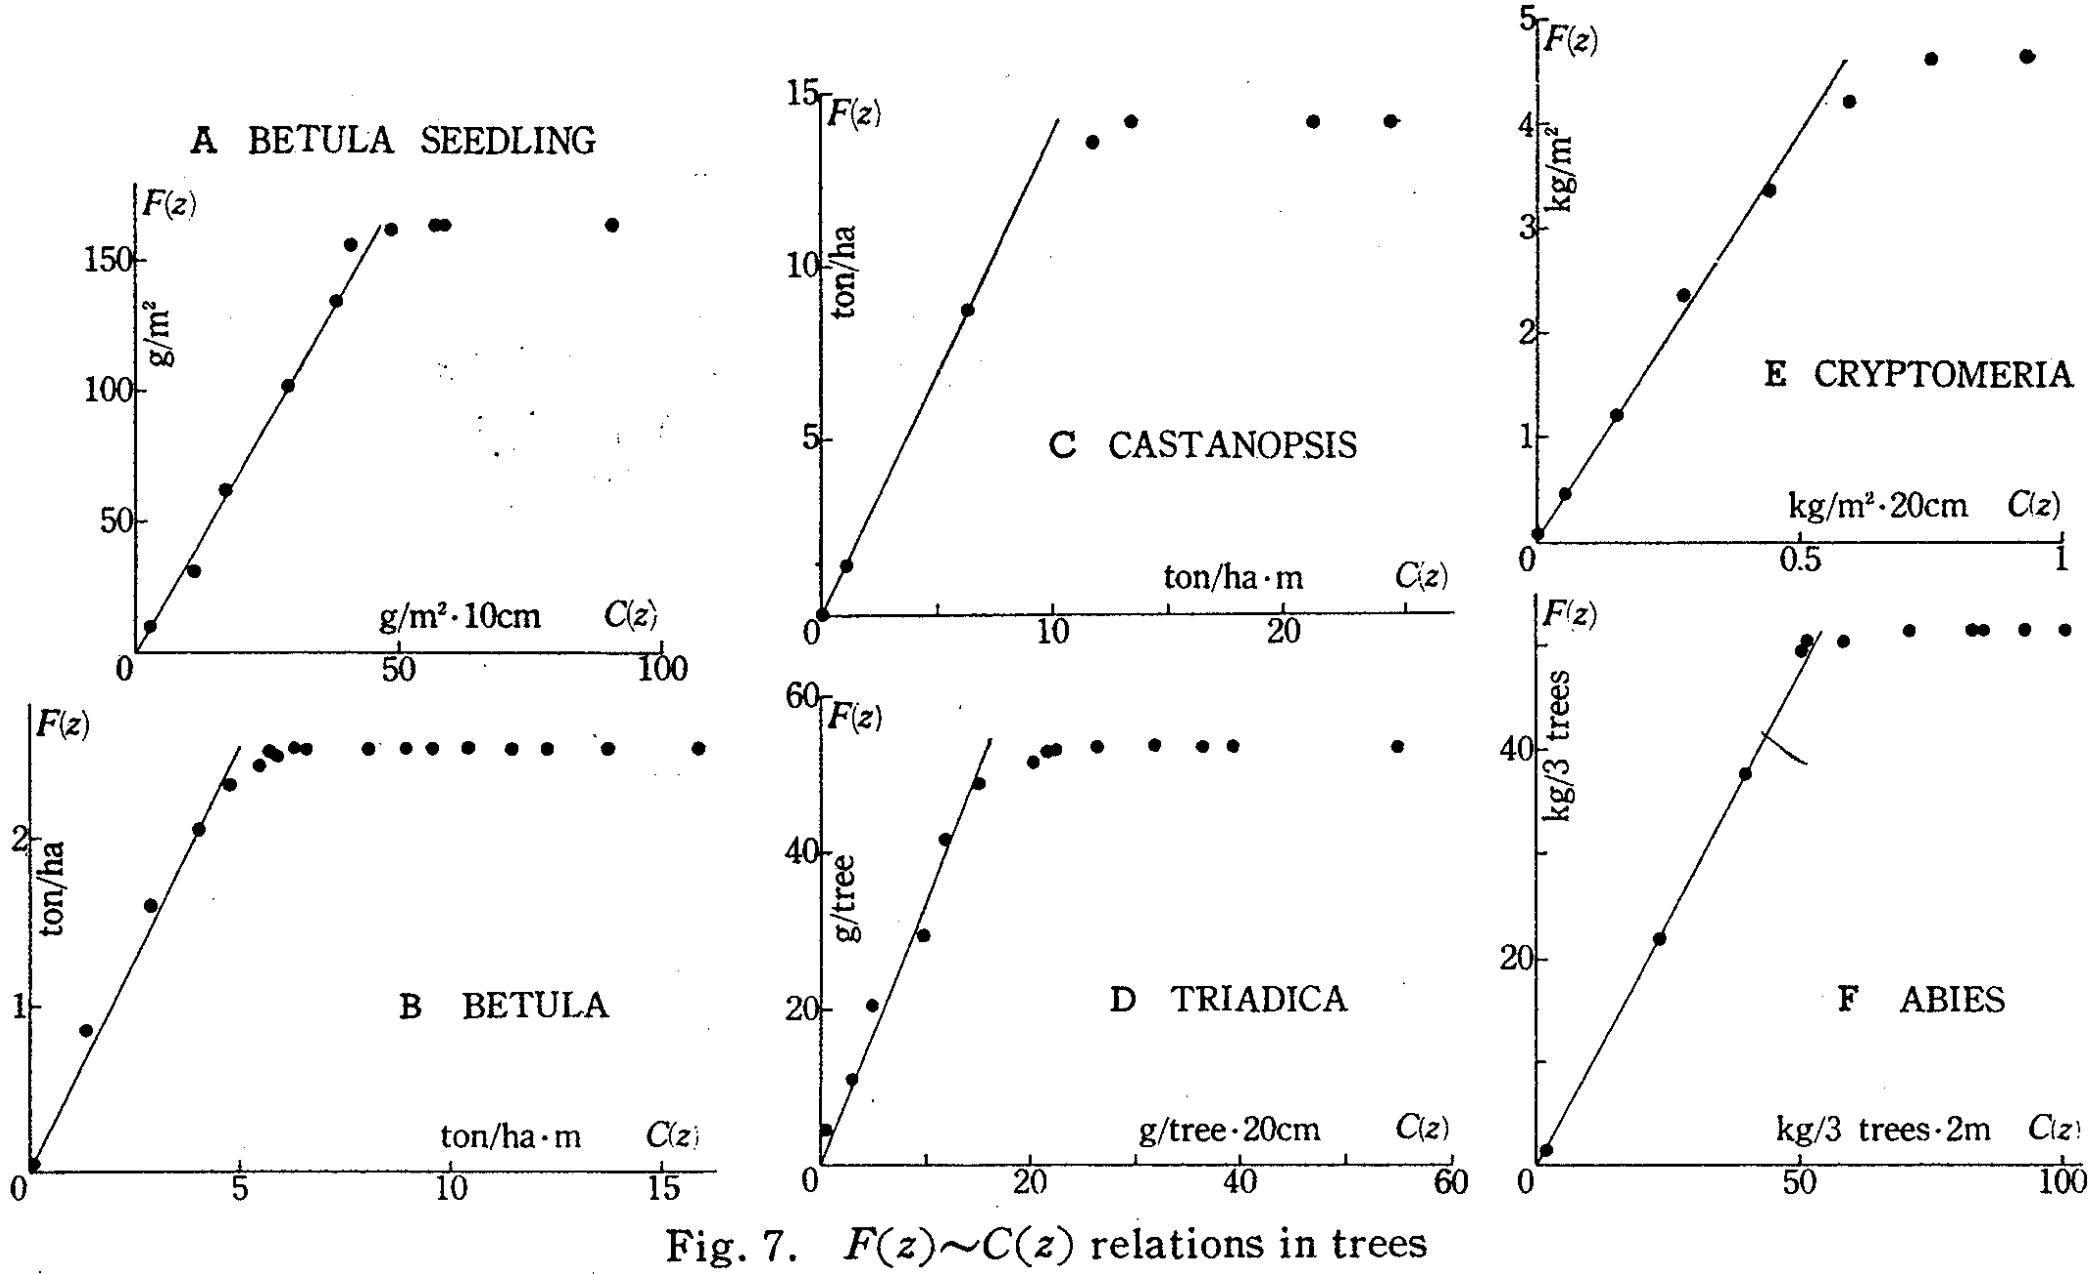 A BETULA SEEDLING
F(z)
150
100
50
0
g/m²
g/m²·10cm C(z)
50
100
F(z)
2
1
0
ton/ha
B BETULA
ton/ha·m C(z)
5
10
15
15
F(z)
10
5
0
ton/ha
C CASTANOPSIS
ton/ha·m C(z)
10
20
60
F(z)
40
20
0
g/tree
D TRIADICA
g/tree·20cm C(z)
20
40
60
5
F(z)
4
3
2
1
0
kg/m²
E CRYPTOMERIA
kg/m²·20cm C(z)
0.5
1
F(z)
40
20
0
kg/3 trees
F ABIES
kg/3 trees·2m C(z)
50
100
Fig. 7. F(z)~C(z) relations in trees